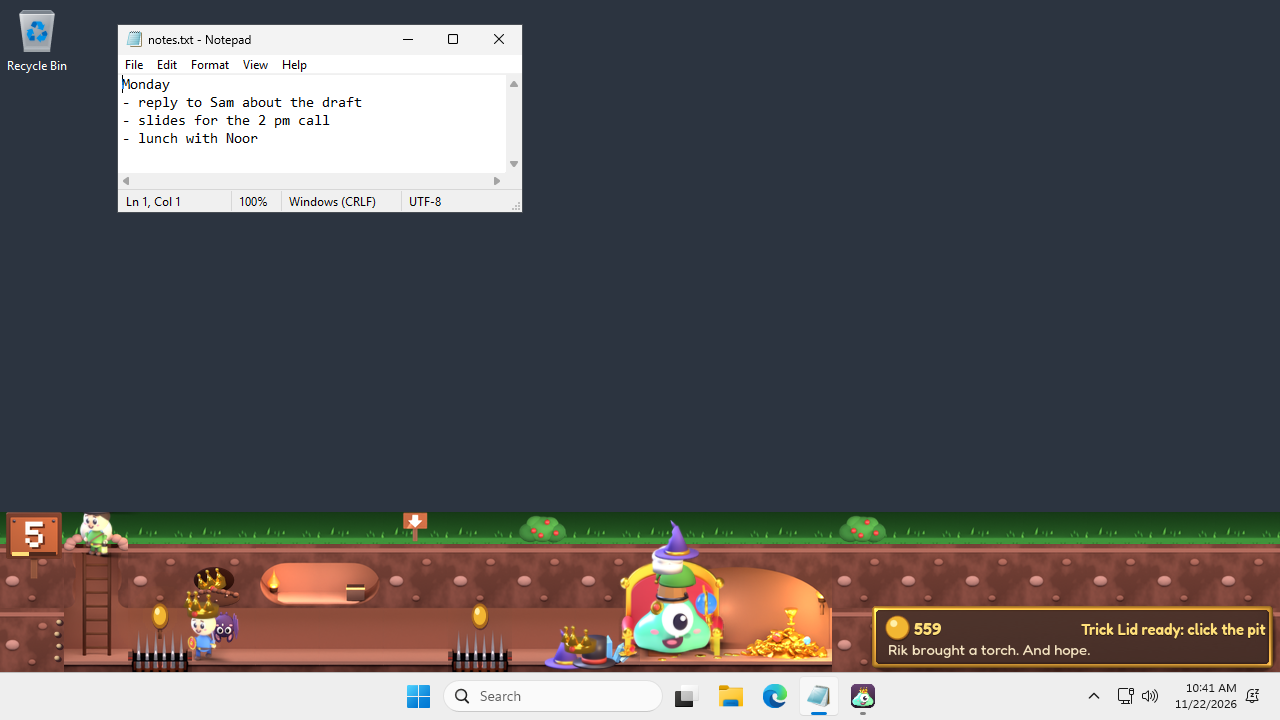 Recycle Bin
notes.txt - Notepad
File Edit Format View Help
Monday
- reply to Sam about the draft
- slides for the 2 pm call
- lunch with Noor
Ln 1, Col 1 100% Windows (CRLF) UTF-8
5
559 Trick Lid ready: click the pit
Rik brought a torch. And hope.
Search
10:41 AM
11/22/2026